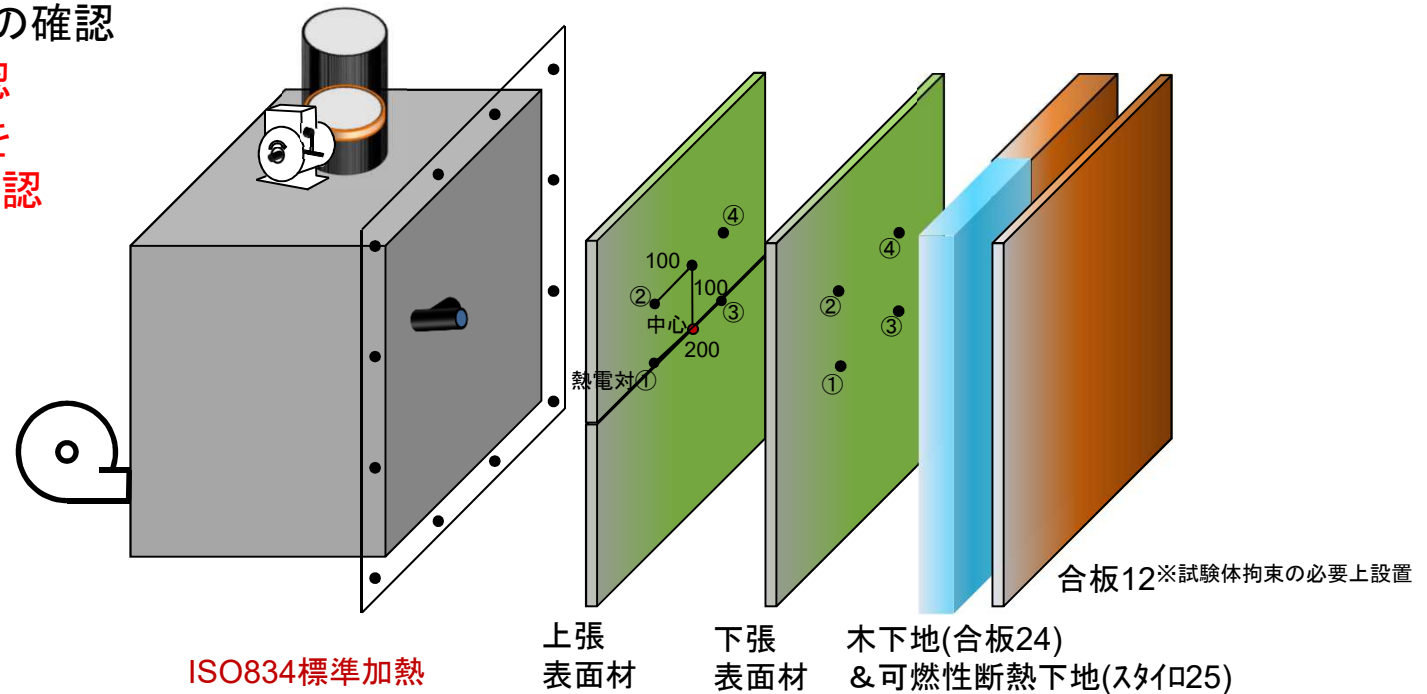 の確認
認
と
認
④
100
②
100
③
中心
200
熱電対①
④
②
③
①
合板12※試験体拘束の必要上設置
上張
表面材
下張
表面材
木下地(合板24)
&可燃性断熱下地(ｽﾀｲﾛ25)
ISO834標準加熱